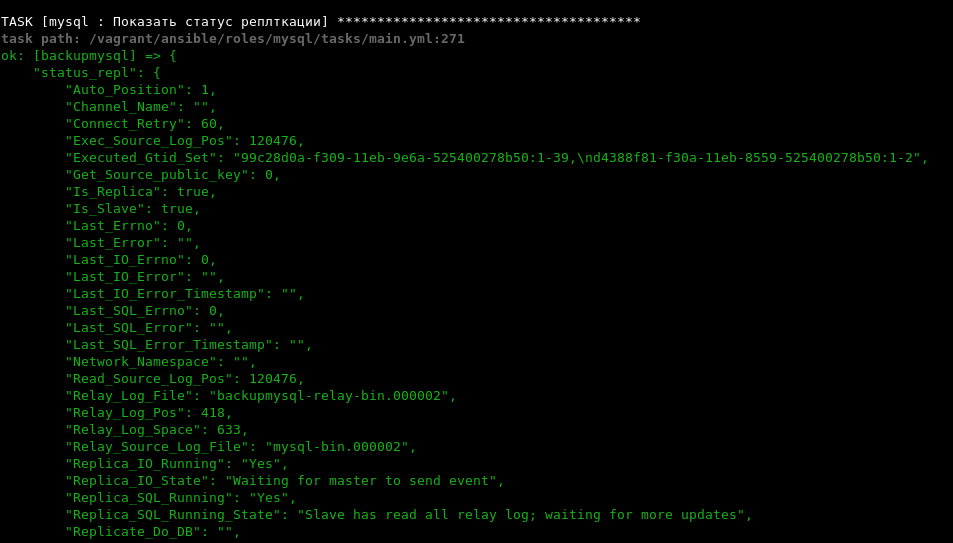 TASK [mysql : Показать статус реплткации] **************************************
task path: /vagrant/ansible/roles/mysql/tasks/main.yml:271
ok: [backupmysql] => {
    "status_repl": {
        "Auto_Position": 1,
        "Channel_Name": "",
        "Connect_Retry": 60,
        "Exec_Source_Log_Pos": 120476,
        "Executed_Gtid_Set": "99c28d0a-f309-11eb-9e6a-525400278b50:1-39,\nd4388f81-f30a-11eb-8559-525400278b50:1-2",
        "Get_Source_public_key": 0,
        "Is_Replica": true,
        "Is_Slave": true,
        "Last_Errno": 0,
        "Last_Error": "",
        "Last_IO_Errno": 0,
        "Last_IO_Error": "",
        "Last_IO_Error_Timestamp": "",
        "Last_SQL_Errno": 0,
        "Last_SQL_Error": "",
        "Last_SQL_Error_Timestamp": "",
        "Network_Namespace": "",
        "Read_Source_Log_Pos": 120476,
        "Relay_Log_File": "backupmysql-relay-bin.000002",
        "Relay_Log_Pos": 418,
        "Relay_Log_Space": 633,
        "Relay_Source_Log_File": "mysql-bin.000002",
        "Replica_IO_Running": "Yes",
        "Replica_IO_State": "Waiting for master to send event",
        "Replica_SQL_Running": "Yes",
        "Replica_SQL_Running_State": "Slave has read all relay log; waiting for more updates",
        "Replicate_Do_DB": "",